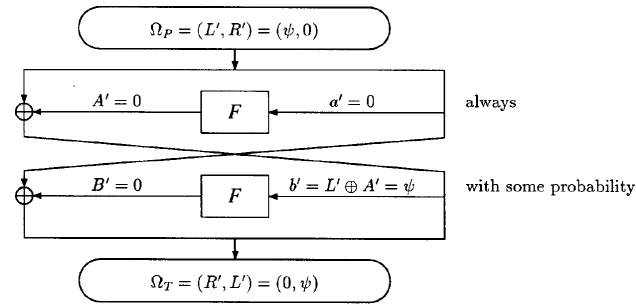 Ω_P = (L′, R′) = (ψ, 0)
A′ = 0 F a′ = 0 always
B′ = 0 F b′ = L′ ⊕ A′ = ψ with some probability
Ω_T = (R′, L′) = (0, ψ)